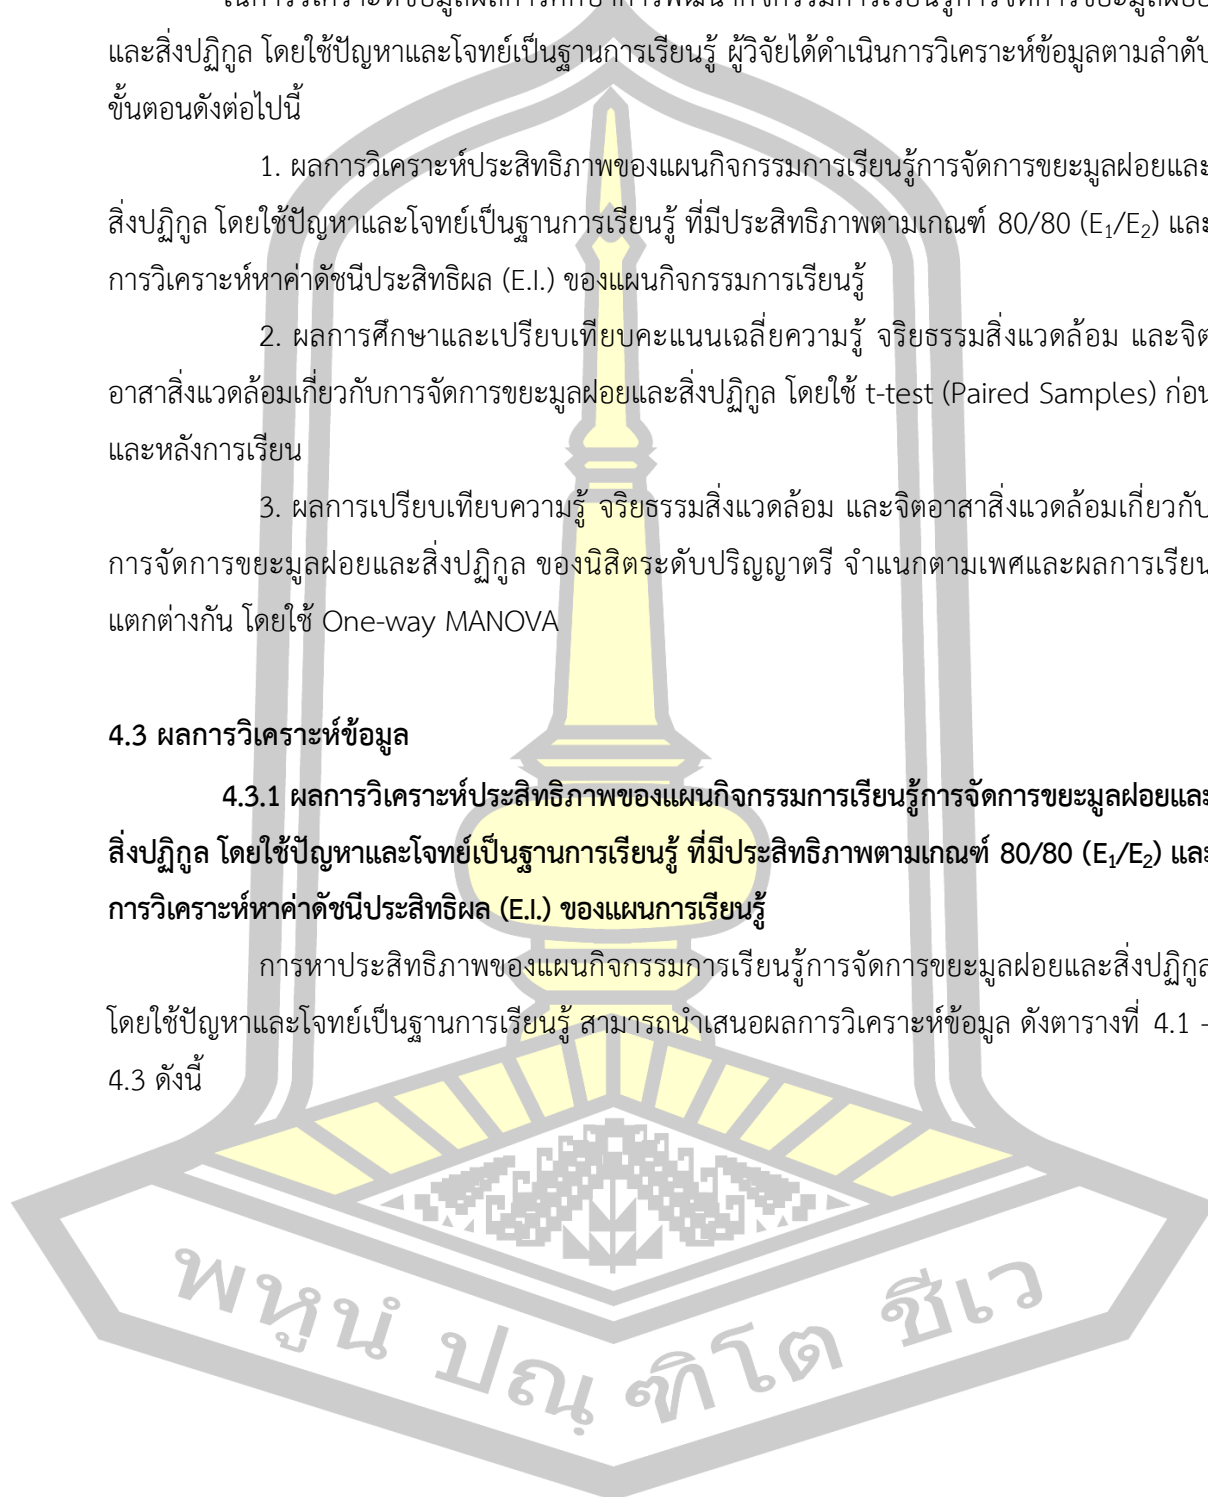 และสิ่งปฏิกูล โดยใช้ปัญหาและโจทย์เป็นฐานการเรียนรู้ ผู้วิจัยได้ดำเนินการวิเคราะห์ข้อมูลตามลำดับ
ขั้นตอนดังต่อไปนี้
1. ผลการวิเคราะห์ประสิทธิภาพของแผนกิจกรรมการเรียนรู้การจัดการขยะมูลฝอยและ
สิ่งปฏิกูล โดยใช้ปัญหาและโจทย์เป็นฐานการเรียนรู้ ที่มีประสิทธิภาพตามเกณฑ์ 80/80 (E₁/E₂) และ
การวิเคราะห์หาค่าดัชนีประสิทธิผล (E.I.) ของแผนกิจกรรมการเรียนรู้
2. ผลการศึกษาและเปรียบเทียบคะแนนเฉลี่ยความรู้ จริยธรรมสิ่งแวดล้อม และจิต
อาสาสิ่งแวดล้อมเกี่ยวกับการจัดการขยะมูลฝอยและสิ่งปฏิกูล โดยใช้ t-test (Paired Samples) ก่อน
และหลังการเรียน
3. ผลการเปรียบเทียบความรู้ จริยธรรมสิ่งแวดล้อม และจิตอาสาสิ่งแวดล้อมเกี่ยวกับ
การจัดการขยะมูลฝอยและสิ่งปฏิกูล ของนิสิตระดับปริญญาตรี จำแนกตามเพศและผลการเรียน
แตกต่างกัน โดยใช้ One-way MANOVA
4.3 ผลการวิเคราะห์ข้อมูล
4.3.1 ผลการวิเคราะห์ประสิทธิภาพของแผนกิจกรรมการเรียนรู้การจัดการขยะมูลฝอยและ
สิ่งปฏิกูล โดยใช้ปัญหาและโจทย์เป็นฐานการเรียนรู้ ที่มีประสิทธิภาพตามเกณฑ์ 80/80 (E₁/E₂) และ
การวิเคราะห์หาค่าดัชนีประสิทธิผล (E.I.) ของแผนการเรียนรู้
การหาประสิทธิภาพของแผนกิจกรรมการเรียนรู้การจัดการขยะมูลฝอยและสิ่งปฏิกูล
โดยใช้ปัญหาและโจทย์เป็นฐานการเรียนรู้ สามารถนำเสนอผลการวิเคราะห์ข้อมูล ดังตารางที่ 4.1 -
4.3 ดังนี้
พหูนํ ปณฺฑิโต ชีเว